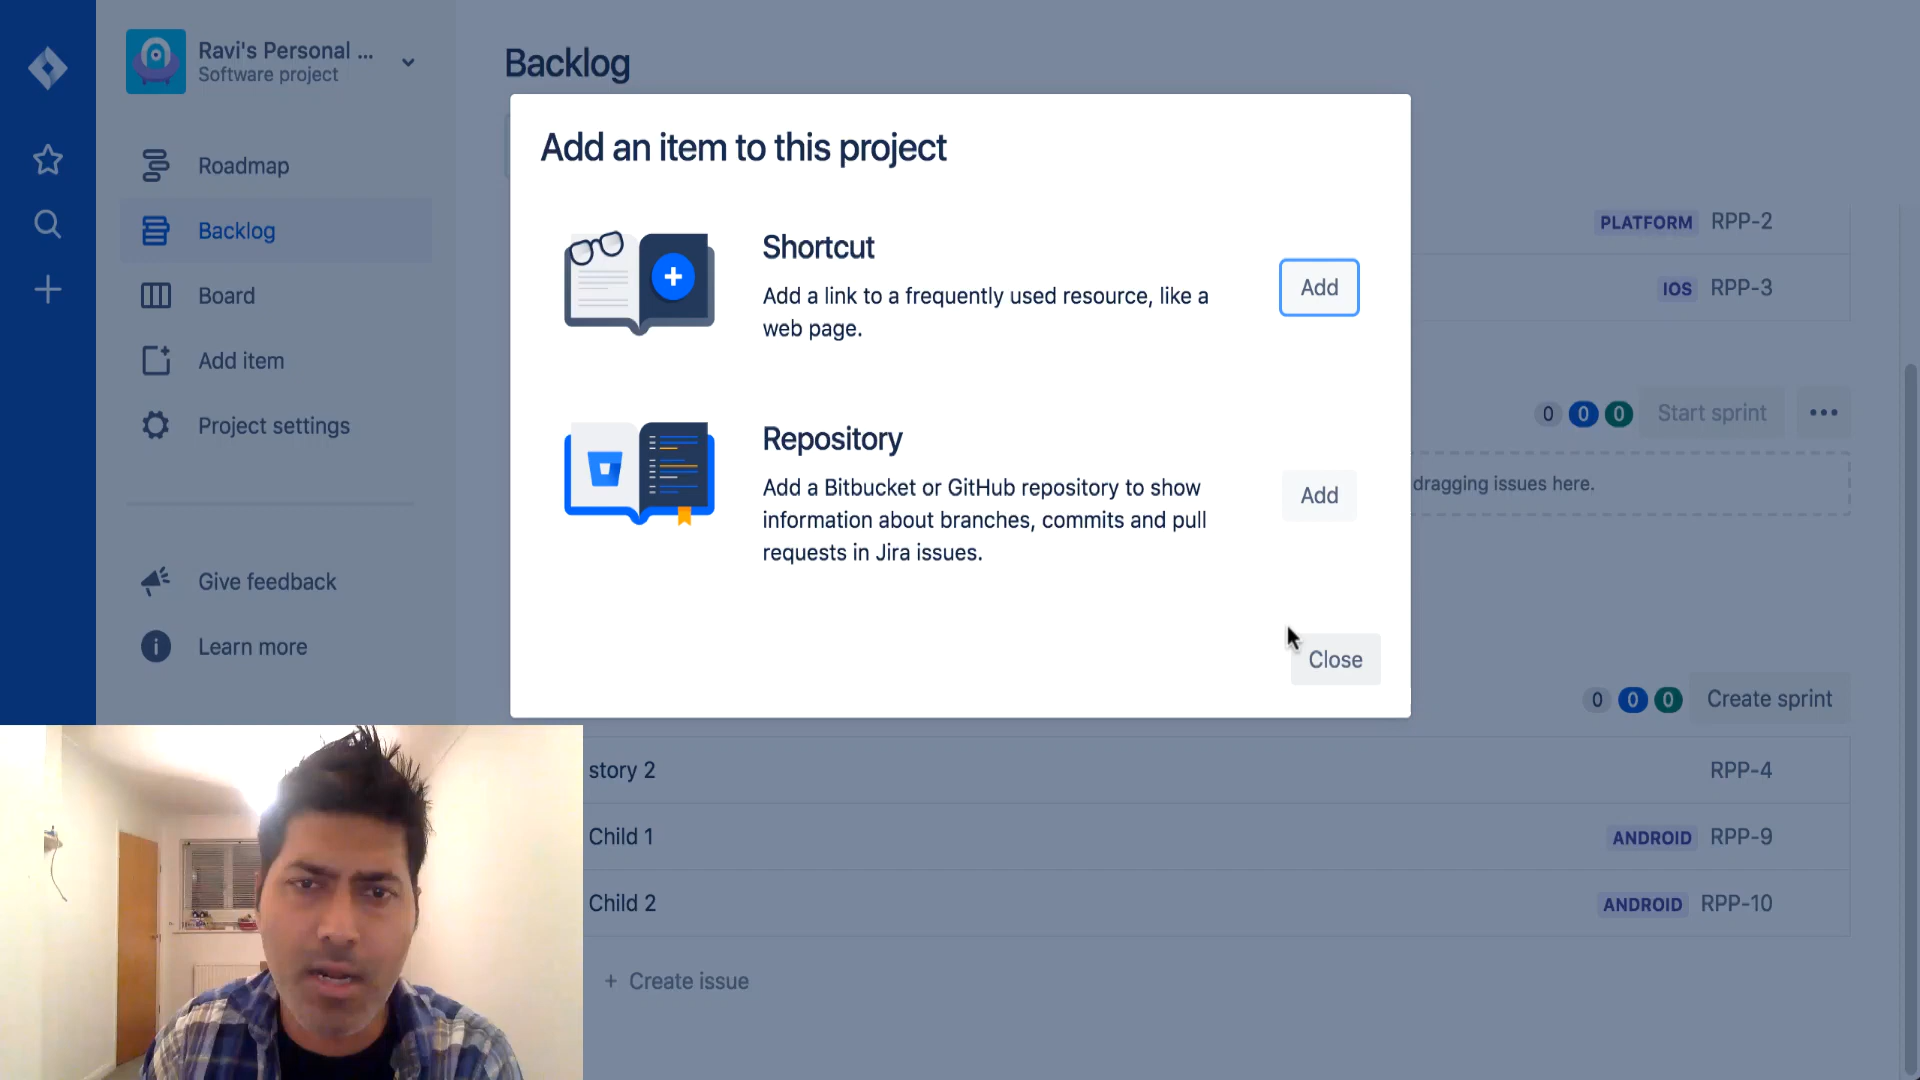 Ravi's Personal ...
Software project
Roadmap
Backlog
Board
Add item
Project settings
Give feedback
Learn more
Backlog
Add an item to this project
Shortcut
Add a link to a frequently used resource, like a
web page.
Add
Repository
Add a Bitbucket or GitHub repository to show
information about branches, commits and pull
requests in Jira issues.
Add
Close
PLATFORM RPP-2
IOS RPP-3
0 0 0 Start sprint
dragging issues here.
0 0 0 Create sprint
story 2 RPP-4
Child 1 ANDROID RPP-9
Child 2 ANDROID RPP-10
+ Create issue